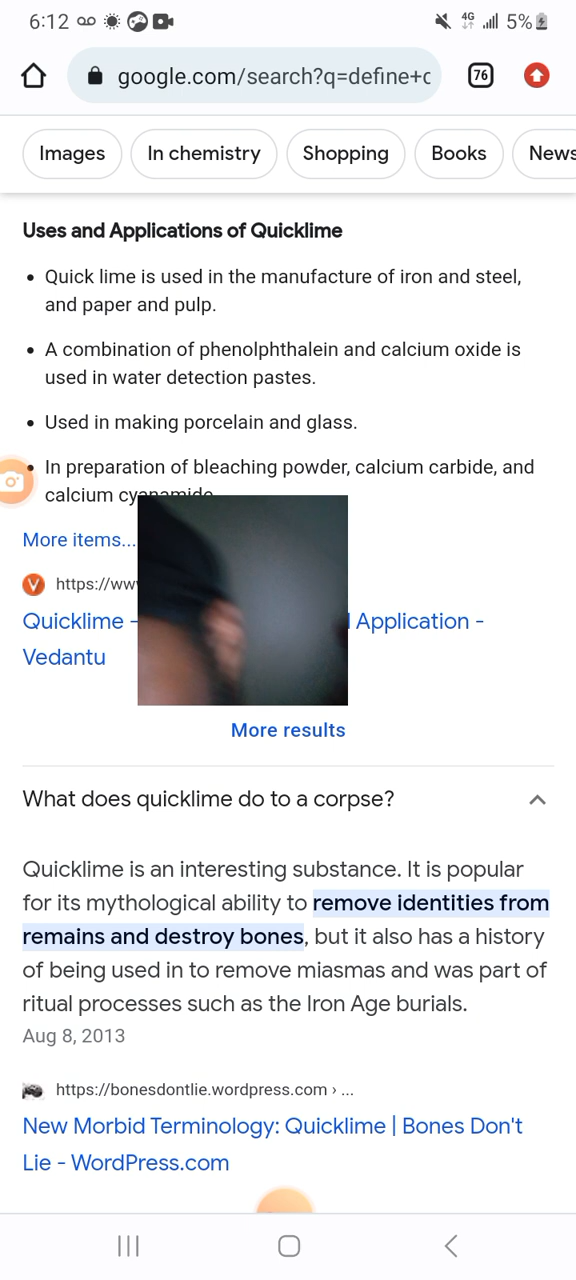 6:12
4G
5%
google.com/search?q=define+c
76
Images
In chemistry
Shopping
Books
News
Uses and Applications of Quicklime
• Quick lime is used in the manufacture of iron and steel,
and paper and pulp.
• A combination of phenolphthalein and calcium oxide is
used in water detection pastes.
• Used in making porcelain and glass.
• In preparation of bleaching powder, calcium carbide, and
calcium cyanamide
More items...
https://www
Quicklime - Application -
Vedantu
More results
What does quicklime do to a corpse?
Quicklime is an interesting substance. It is popular
for its mythological ability to remove identities from
remains and destroy bones, but it also has a history
of being used in to remove miasmas and was part of
ritual processes such as the Iron Age burials.
Aug 8, 2013
https://bonesdontlie.wordpress.com › ...
New Morbid Terminology: Quicklime | Bones Don't
Lie - WordPress.com